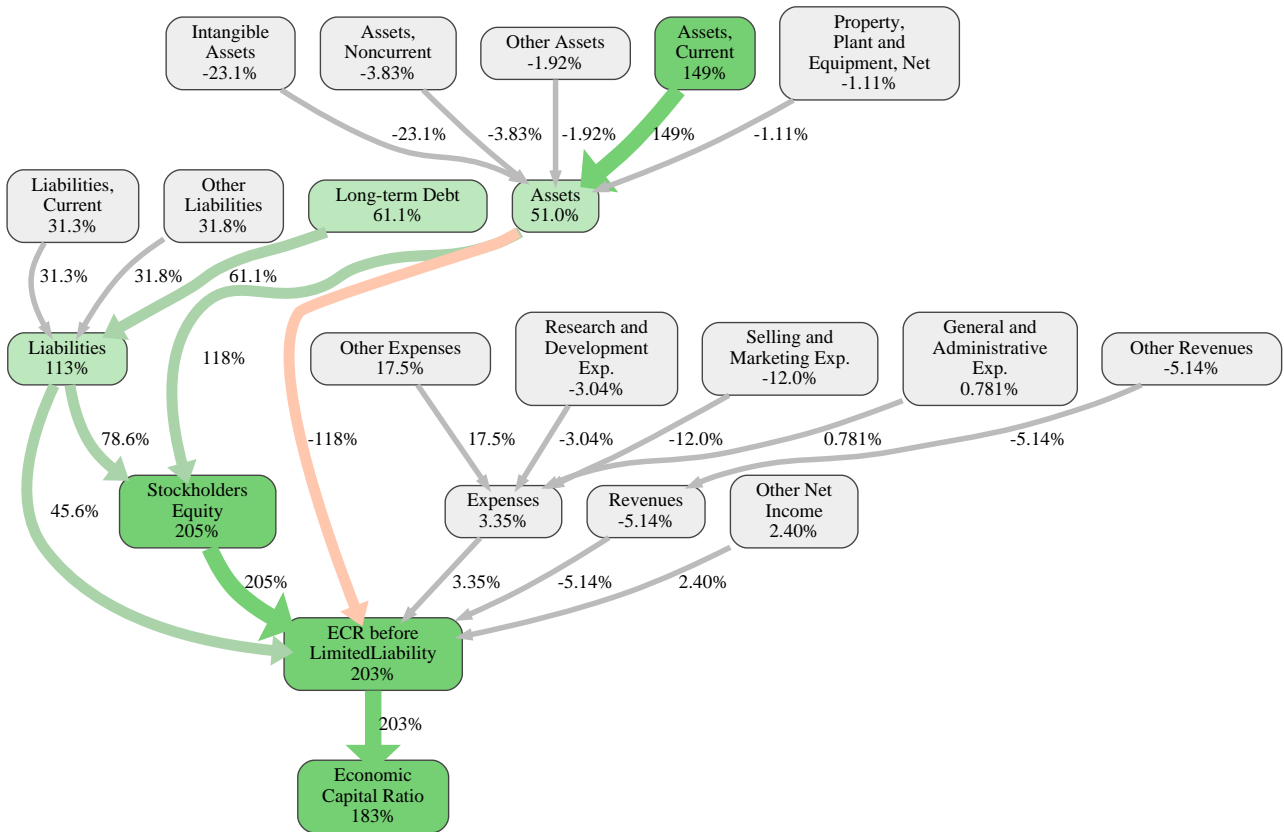 Intangible
Assets
-23.1%
Assets,
Noncurrent
-3.83%
Other Assets
-1.92%
Assets,
Current
149%
Property,
Plant and
Equipment, Net
-1.11%
-23.1%
-3.83%
-1.92%
149%
-1.11%
Liabilities,
Current
31.3%
Other
Liabilities
31.8%
Long-term Debt
61.1%
Assets
51.0%
31.3%
31.8%
61.1%
Liabilities
113%
118%
Other Expenses
17.5%
Research and
Development
Exp.
-3.04%
Selling and
Marketing Exp.
-12.0%
General and
Administrative
Exp.
0.781%
Other Revenues
-5.14%
78.6%
-118%
17.5%
-3.04%
-12.0%
0.781%
-5.14%
45.6%
Stockholders
Equity
205%
Expenses
3.35%
Revenues
-5.14%
Other Net
Income
2.40%
205%
3.35%
-5.14%
2.40%
ECR before
LimitedLiability
203%
203%
Economic
Capital Ratio
183%